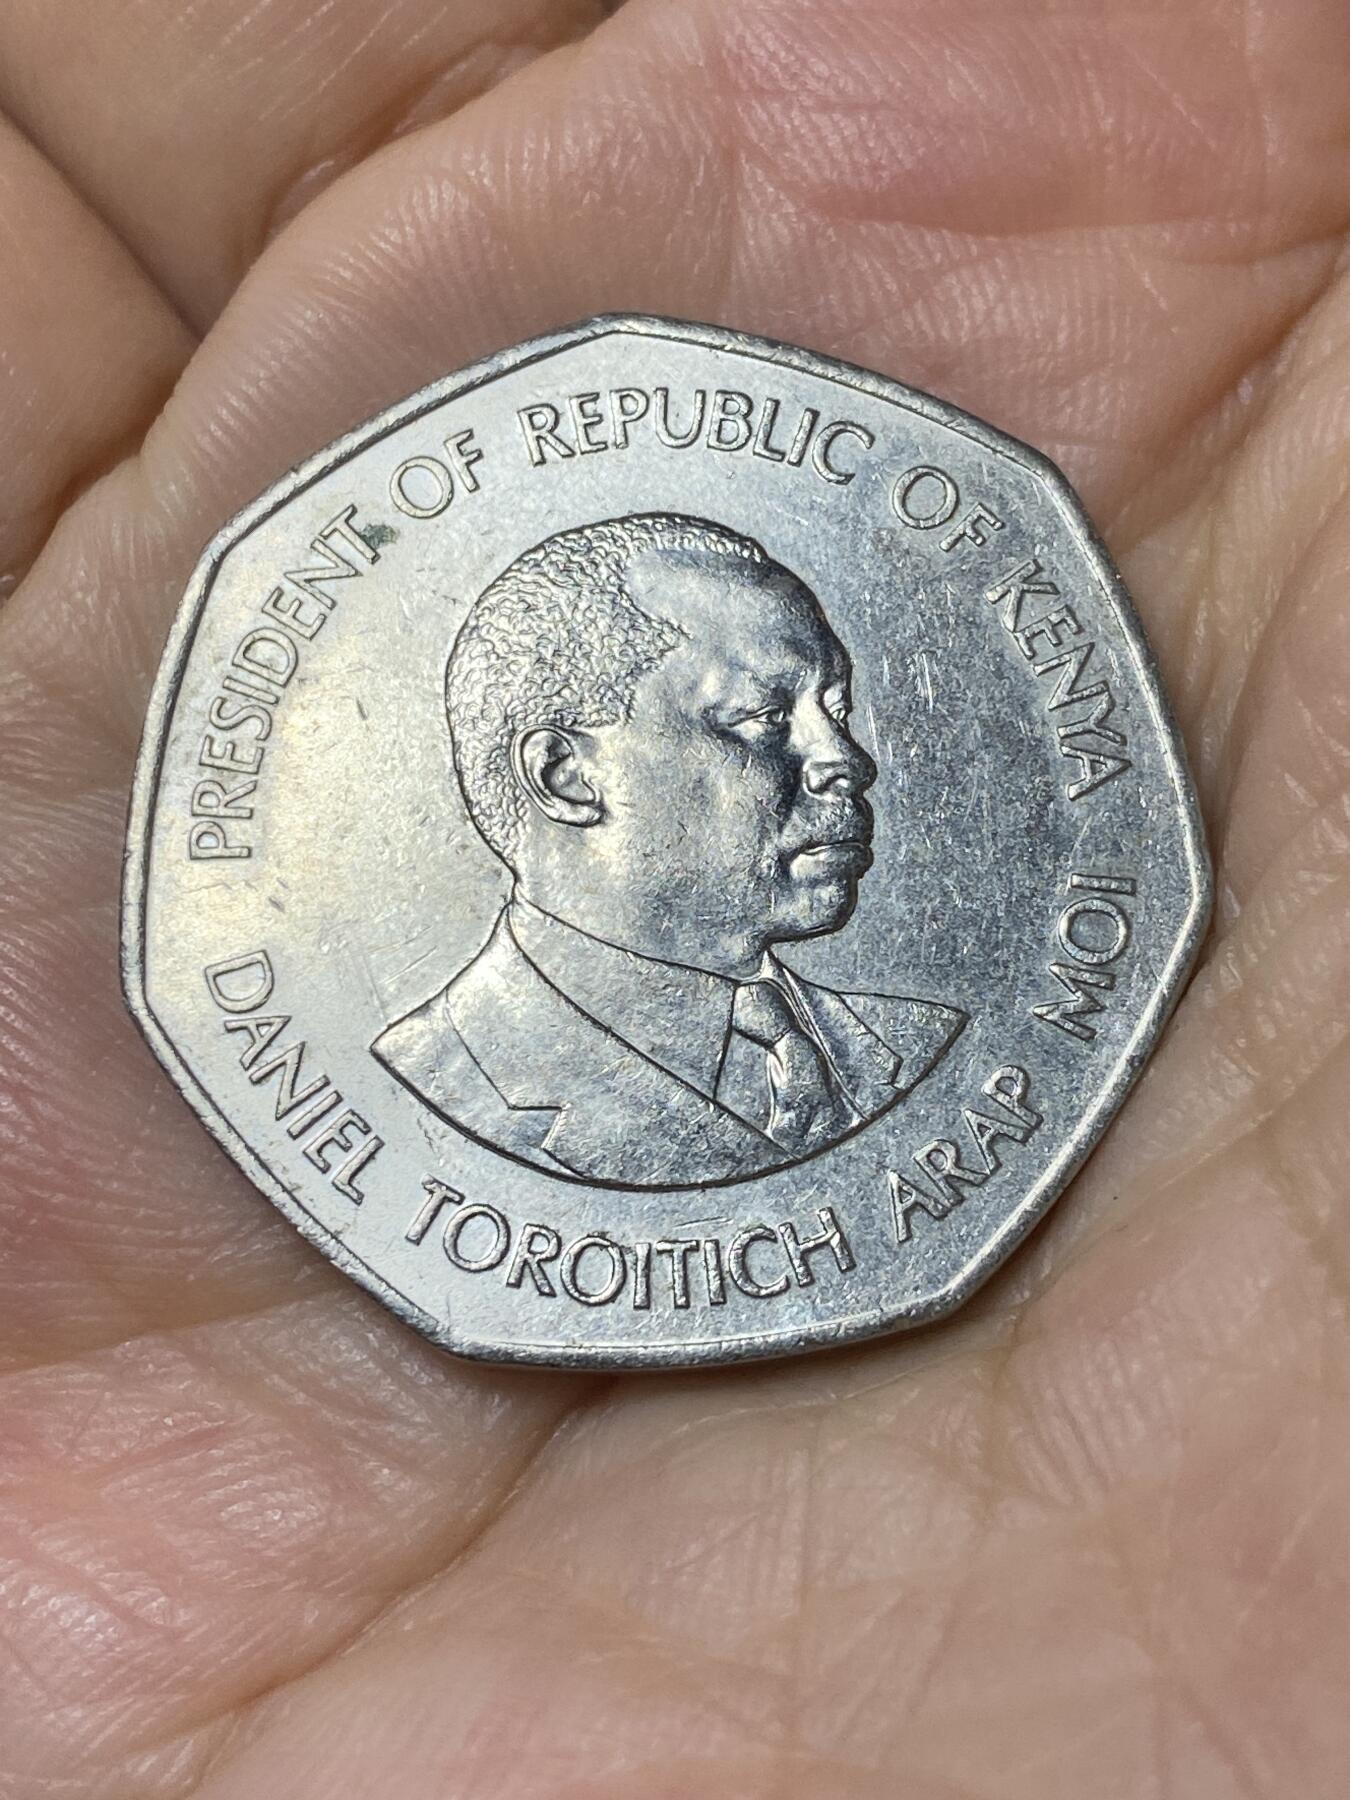 PRESIDENT OF REPUBLIC OF KENYA
DANIEL TOROITICH ARAP MOI